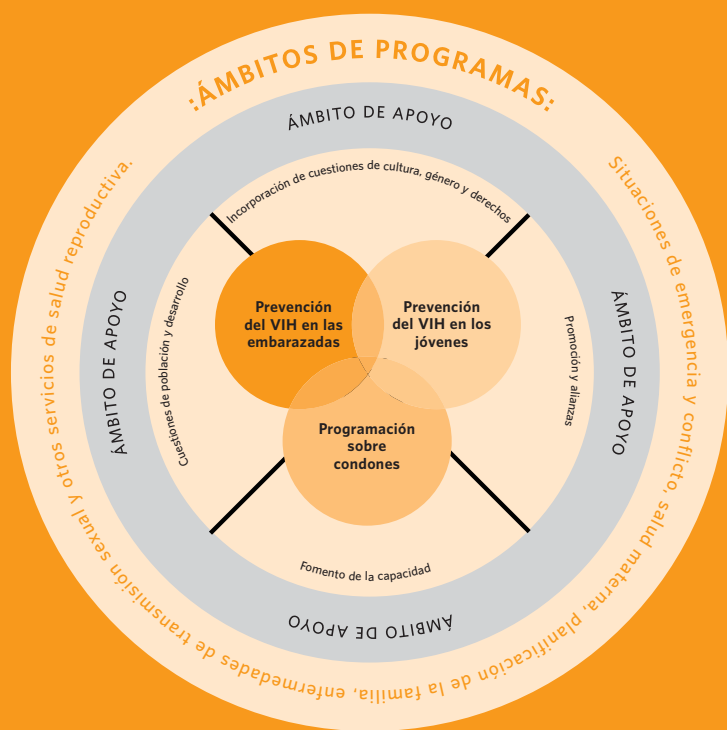 :ÁMBITOS DE PROGRAMAS:
Situaciones de emergencia y conflicto, salud materna, planificación de la familia, enfermedades de transmisión sexual y otros servicios de salud reproductiva.
ÁMBITO DE APOYO
Incorporación de cuestiones de cultura, género y derechos
ÁMBITO DE APOYO
Promoción y alianzas
ÁMBITO DE APOYO
Fomento de la capacidad
ÁMBITO DE APOYO
Cuestiones de población y desarrollo
Prevención
del VIH en las
embarazadas
Prevención
del VIH en los
jóvenes
Programación
sobre
condones